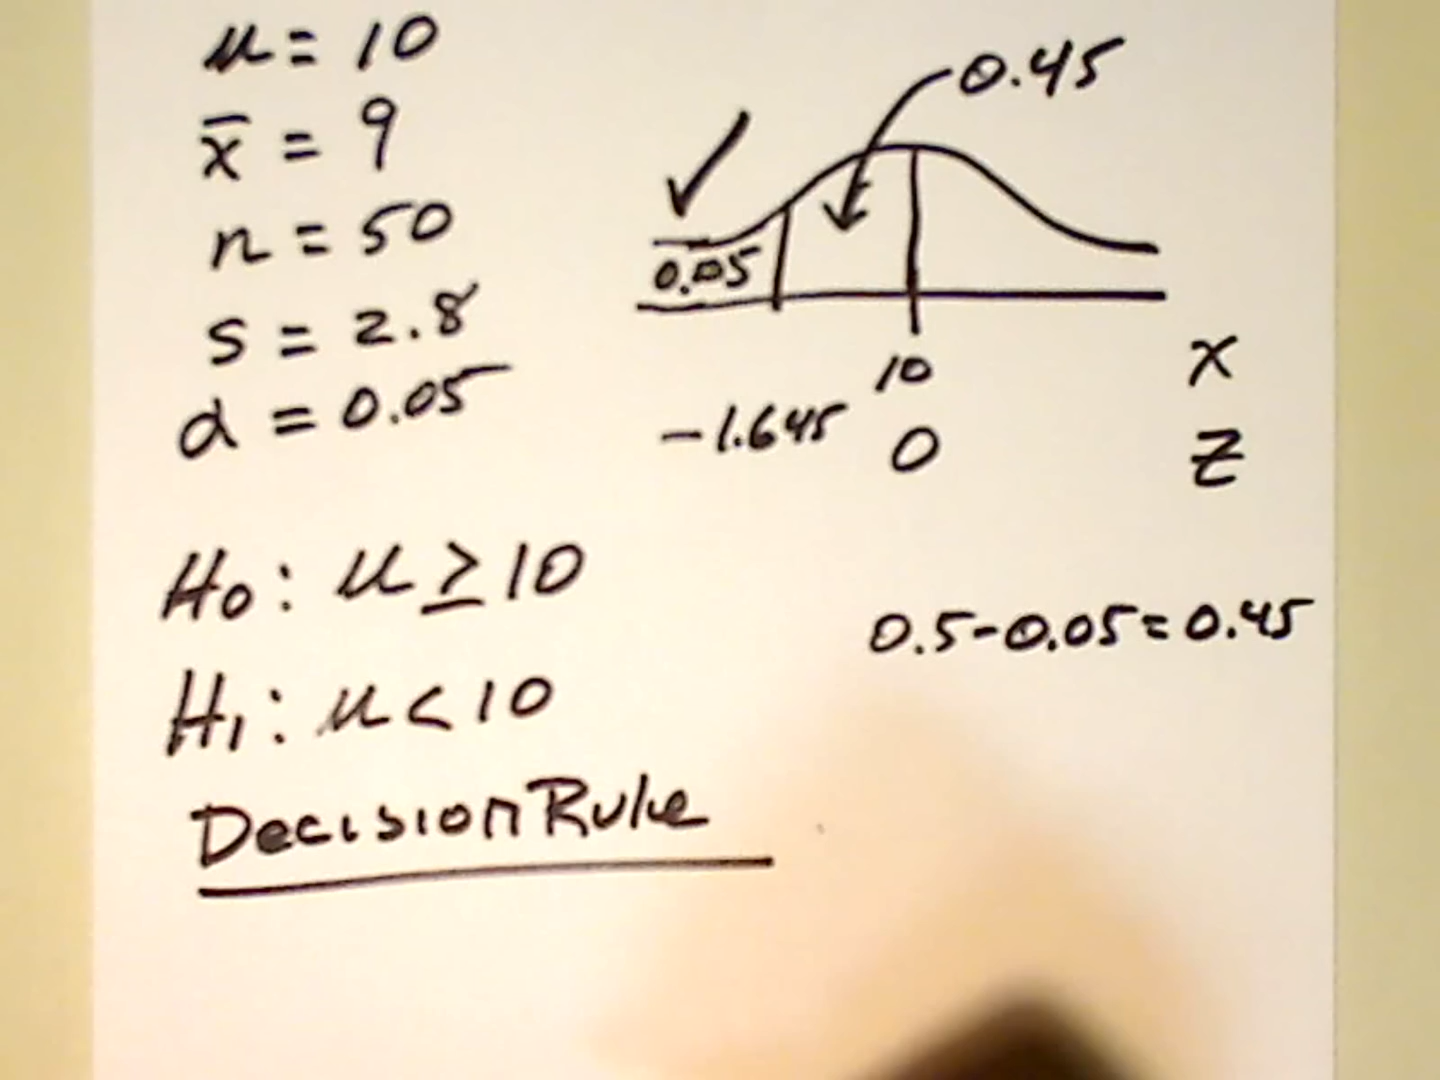 μ = 10
x̄ = 9
n = 50
s = 2.8
α = 0.05
0.45
0.05
10
x
-1.645
0
z
H₀: μ ≥ 10
0.5-0.05=0.45
H₁: μ < 10
Decision Rule